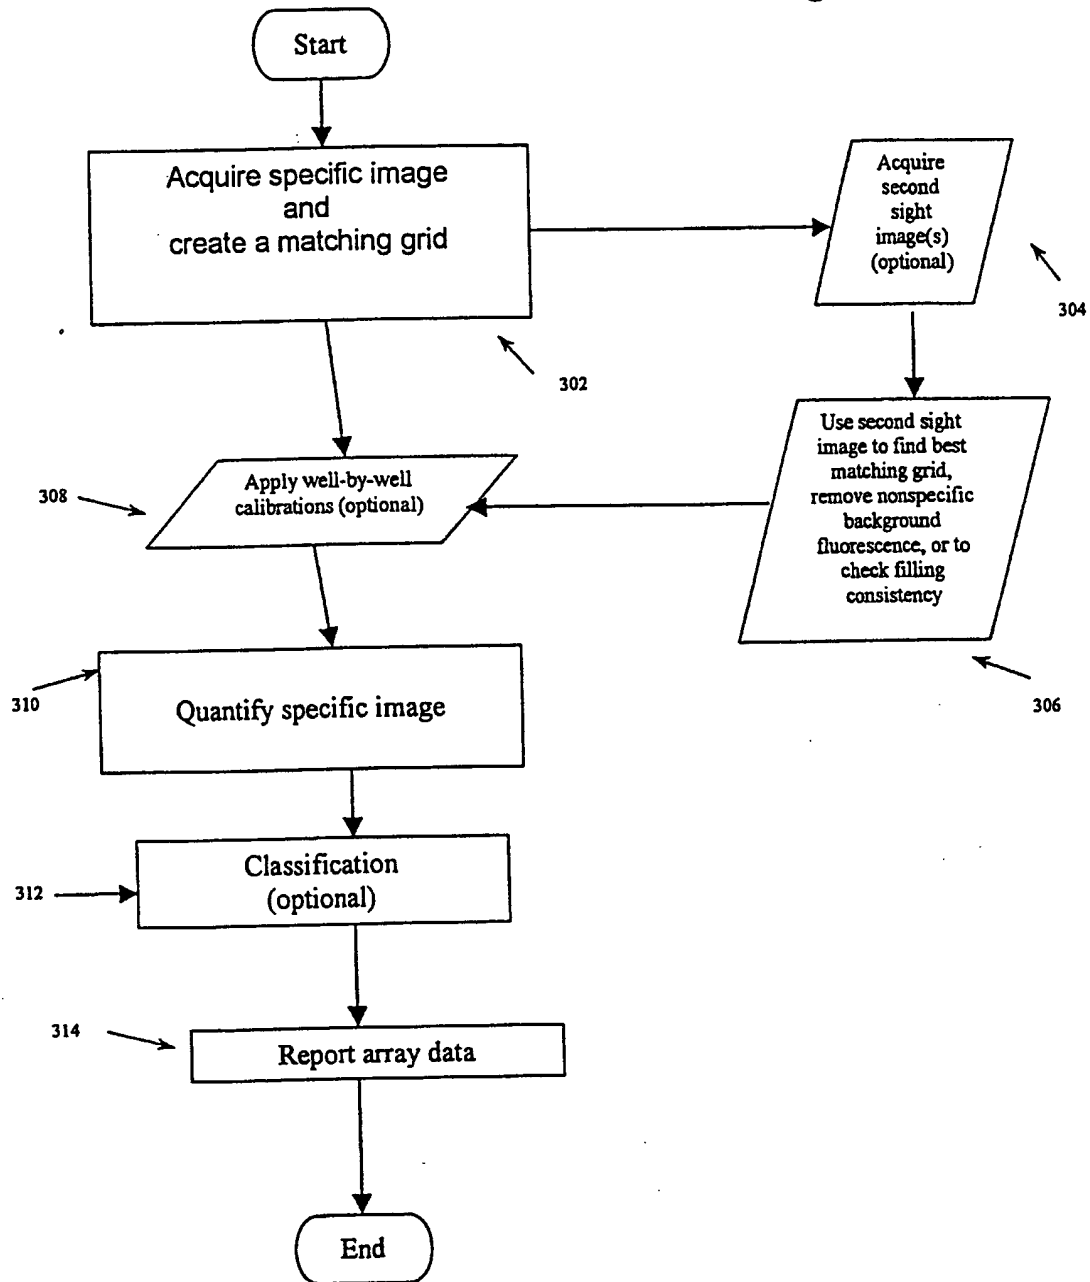 Start
Acquire specific image
and
create a matching grid
302
Acquire
second
sight
image(s)
(optional)
304
Use second sight
image to find best
matching grid,
remove nonspecific
background
fluorescence, or to
check filling
consistency
306
308
Apply well-by-well
calibrations (optional)
310
Quantify specific image
312
Classification
(optional)
314
Report array data
End